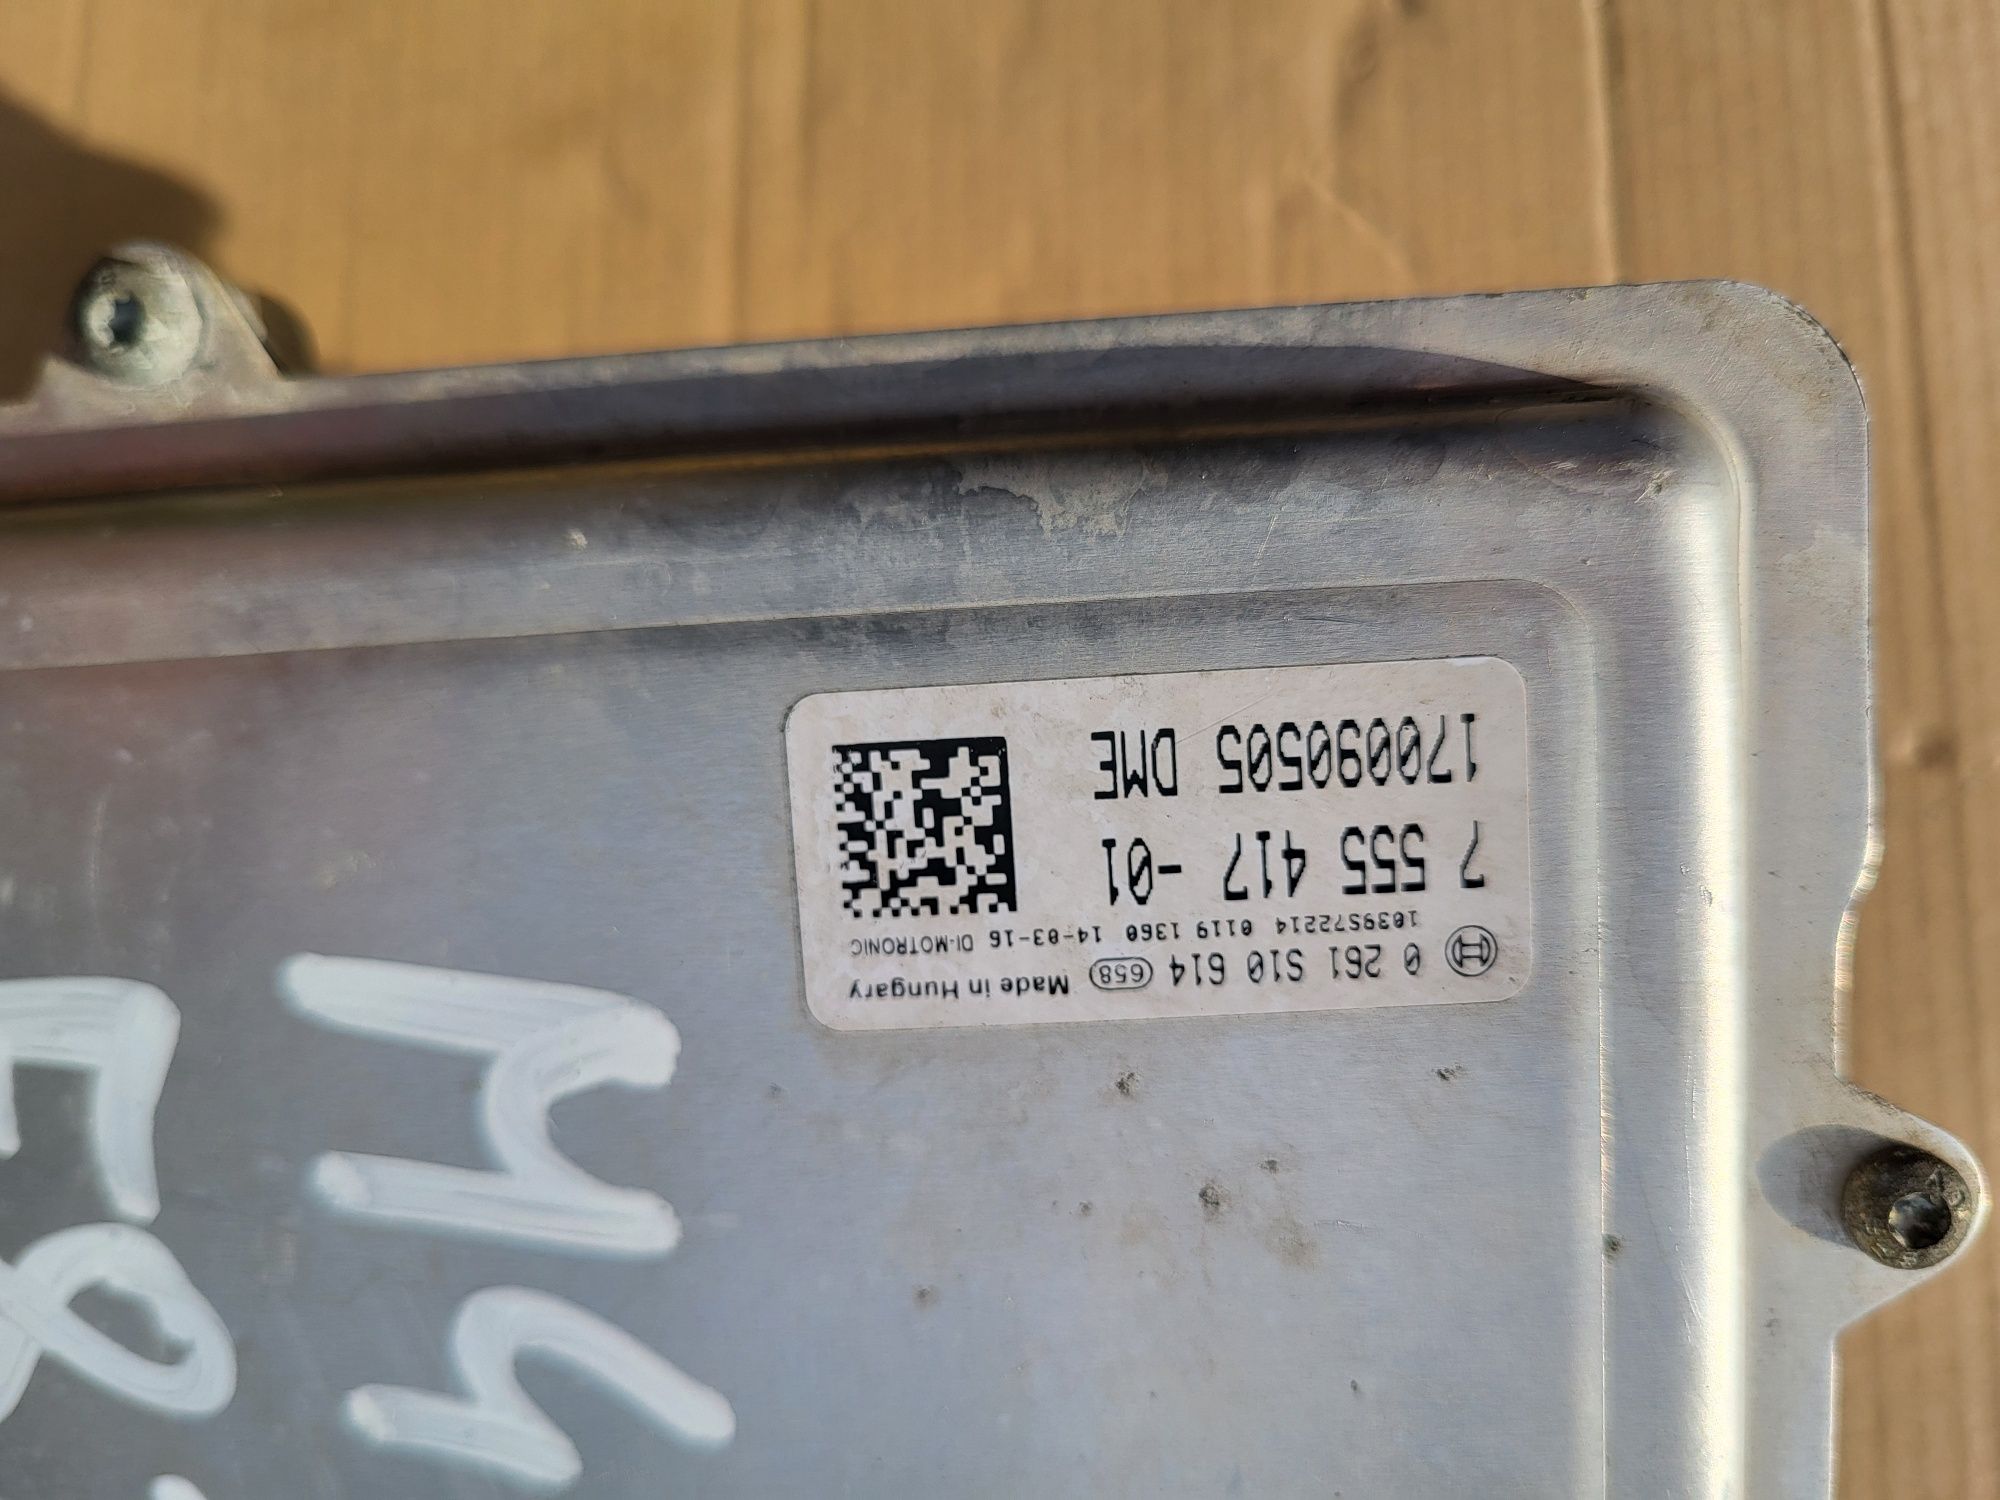 0 261 S10 614 658 Made in Hungary
1039S72214 0119 1360 14-03-16 DI-MOTRONIC
7 555 417 -01
170090505 DME